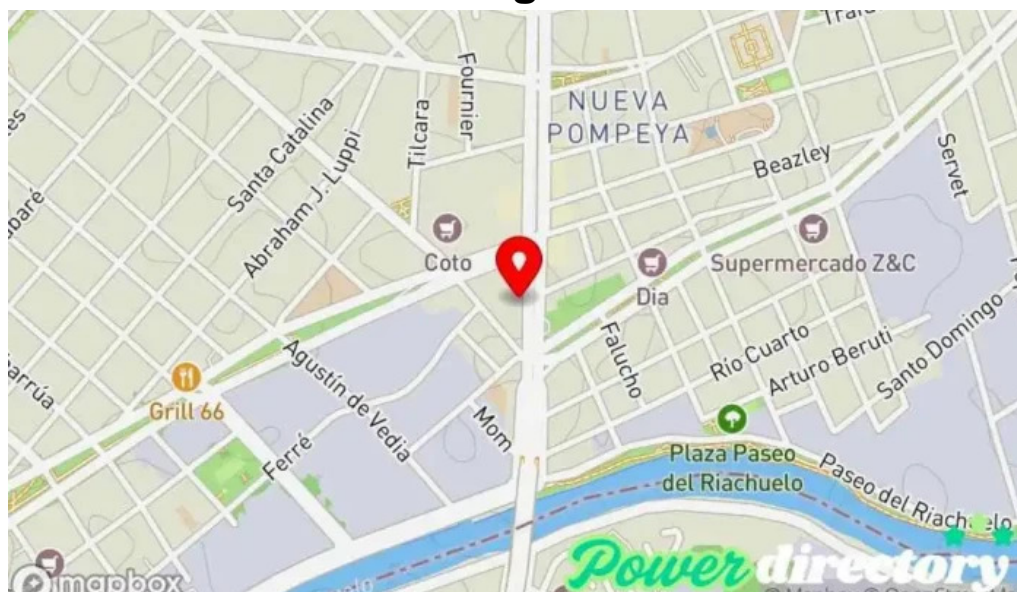 NUEVA
POMPEYA
Fournier
Tilcara
Santa Catalina
Abraham J. Luppi
Beazley
Servet
Coto
Dia
Supermercado Z&C
Falucho
Río Cuarto
Arturo Beruti
Santo Domingo
Agustín de Vedia
Grill 66
Mom
Ferré
Plaza Paseo
del Riachuelo
Paseo del Riachuelo
mapbox
Power directory